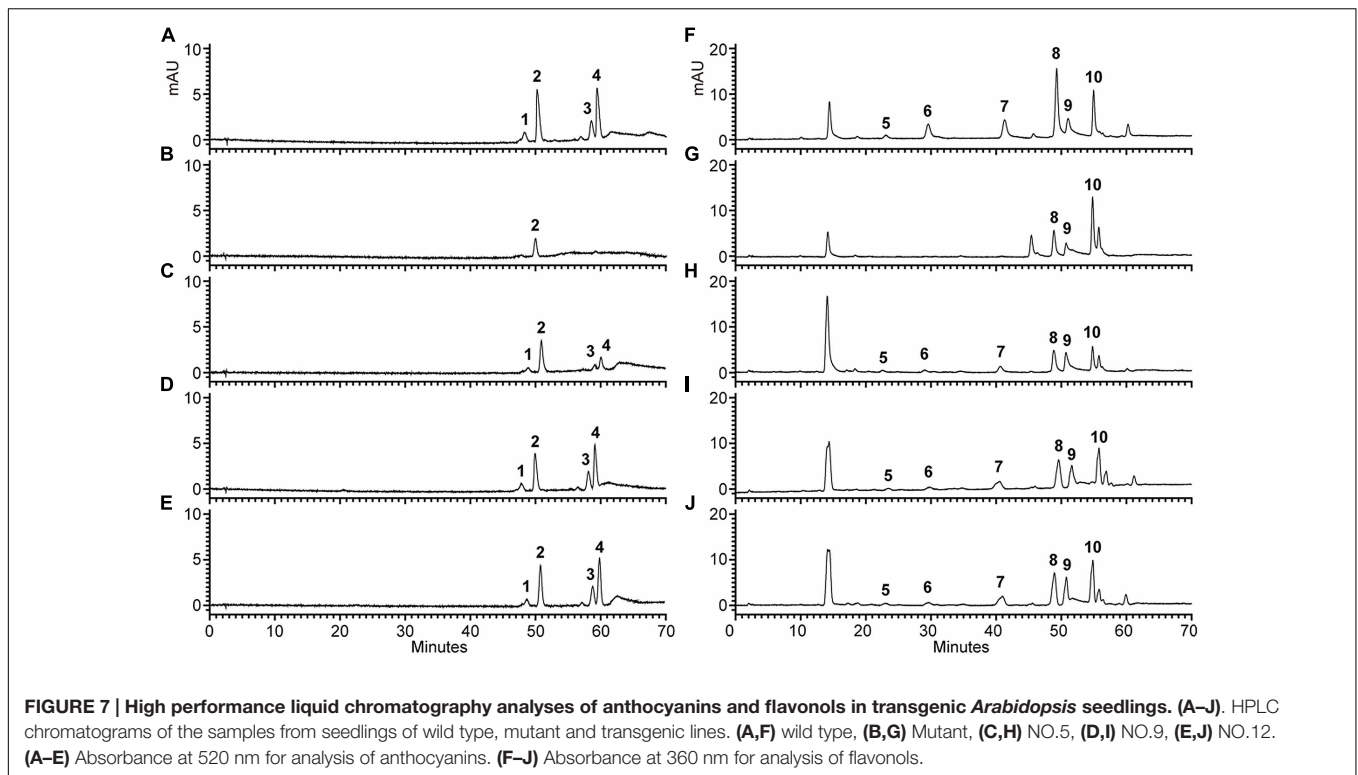 A F
10 20
mAU mAU
5 10
0 0
1 2 3 4 5 6 7 8 9 10
B G
10 20
5 10
0 0
2 8 9 10
C H
10 20
5 10
0 0
1 2 3 4 5 6 7 8 9 10
D I
10 20
5 10
0 0
1 2 3 4 5 6 7 8 9 10
E J
10 20
5 10
0 0
1 2 3 4 5 6 7 8 9 10
0 10 20 30 40 50 60 70 0 10 20 30 40 50 60 70
Minutes Minutes
FIGURE 7 | High performance liquid chromatography analyses of anthocyanins and flavonols in transgenic Arabidopsis seedlings. (A–J). HPLC
chromatograms of the samples from seedlings of wild type, mutant and transgenic lines. (A,F) wild type, (B,G) Mutant, (C,H) NO.5, (D,I) NO.9, (E,J) NO.12.
(A–E) Absorbance at 520 nm for analysis of anthocyanins. (F–J) Absorbance at 360 nm for analysis of flavonols.